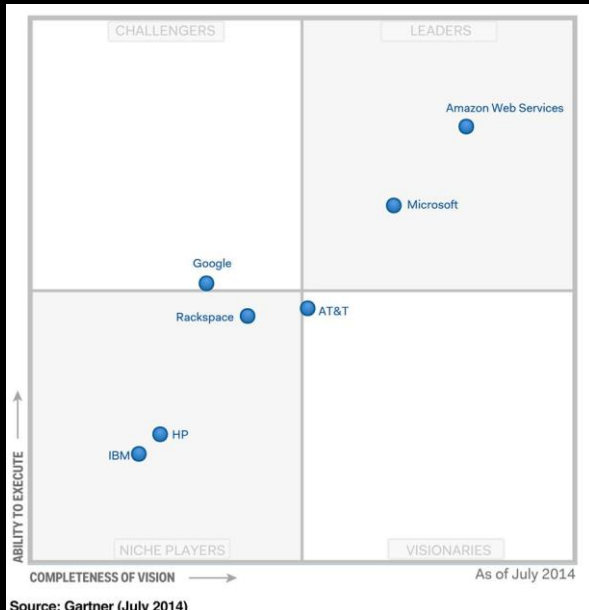 CHALLENGERS
LEADERS
Amazon Web Services
Microsoft
Google
Rackspace
AT&T
HP
IBM
ABILITY TO EXECUTE
NICHE PLAYERS
VISIONARIES
COMPLETENESS OF VISION
As of July 2014
Source: Gartner (July 2014)